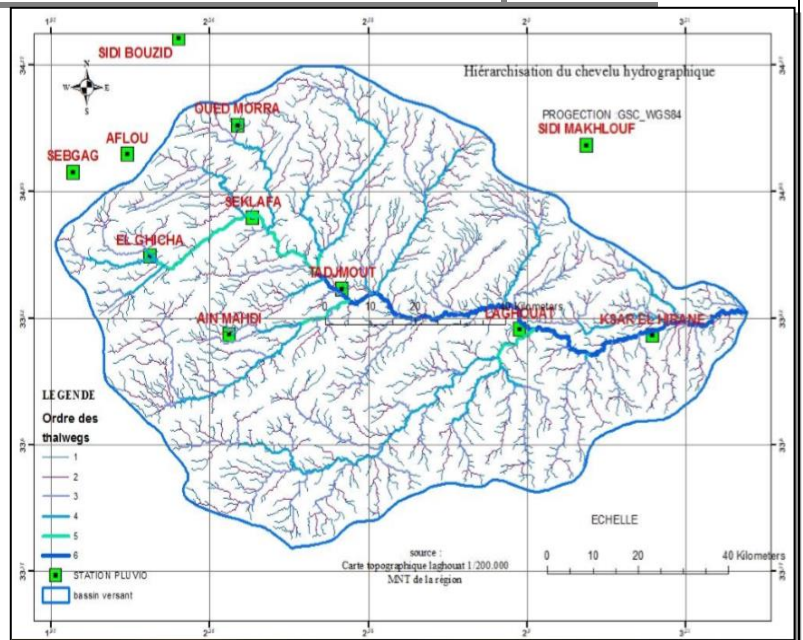 SIDI BOUZID
Hiérarchisation du chevelu hydrographique
N
W E
S
OUED MORRA
PROGECTION :GSC_WGS84
SIDI MAKHLOUF
AFLOU
SEBGAG
SEKLAFA
EL GHICHA
TADJMOUT
10 20
Kilometers
AIN MAHDI
LAGHOUAT
KSAR EL HIRANE
LEGENDE
Ordre des
thalwegs
1
2
3
4
5
6
STATION PLUVIO
bassin versant
ECHELLE
0 10 20 40 Kilometers
source :
Carte topographique laghouat 1/200.000
MNT de la région